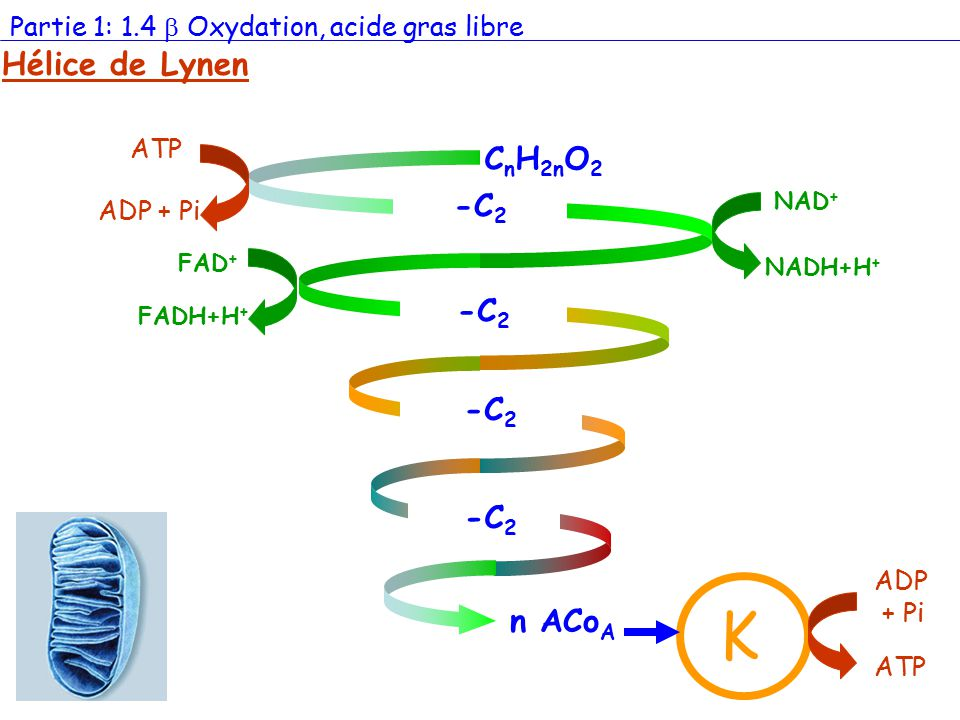 Partie 1: 1.4 β Oxydation, acide gras libre
Hélice de Lynen
ATP
CₙH₂ₙO₂
ADP + Pi
-C₂
NAD⁺
FAD⁺
NADH+H⁺
FADH+H⁺
-C₂
-C₂
-C₂
n ACo_A
K
ADP
+ Pi
ATP